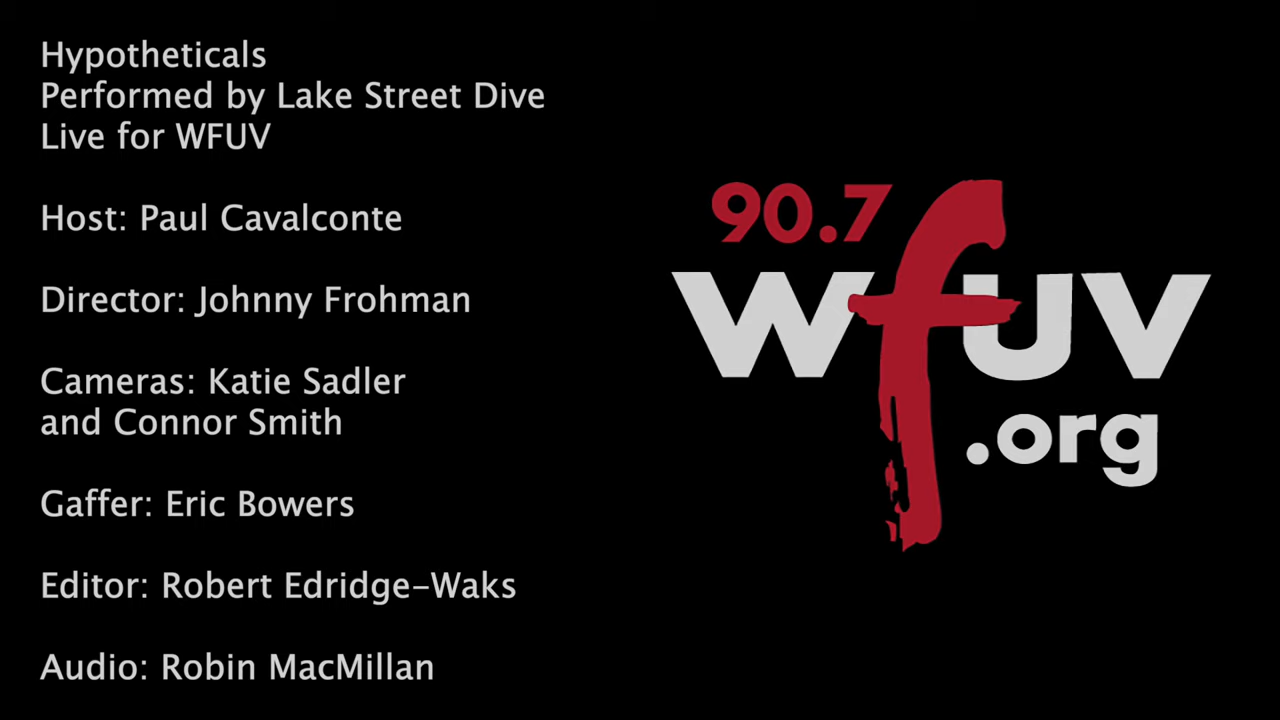 Hypotheticals
Performed by Lake Street Dive
Live for WFUV
Host: Paul Cavalconte
Director: Johnny Frohman
Cameras: Katie Sadler
and Connor Smith
Gaffer: Eric Bowers
Editor: Robert Edridge-Waks
Audio: Robin MacMillan
90.7
wfuv
.org